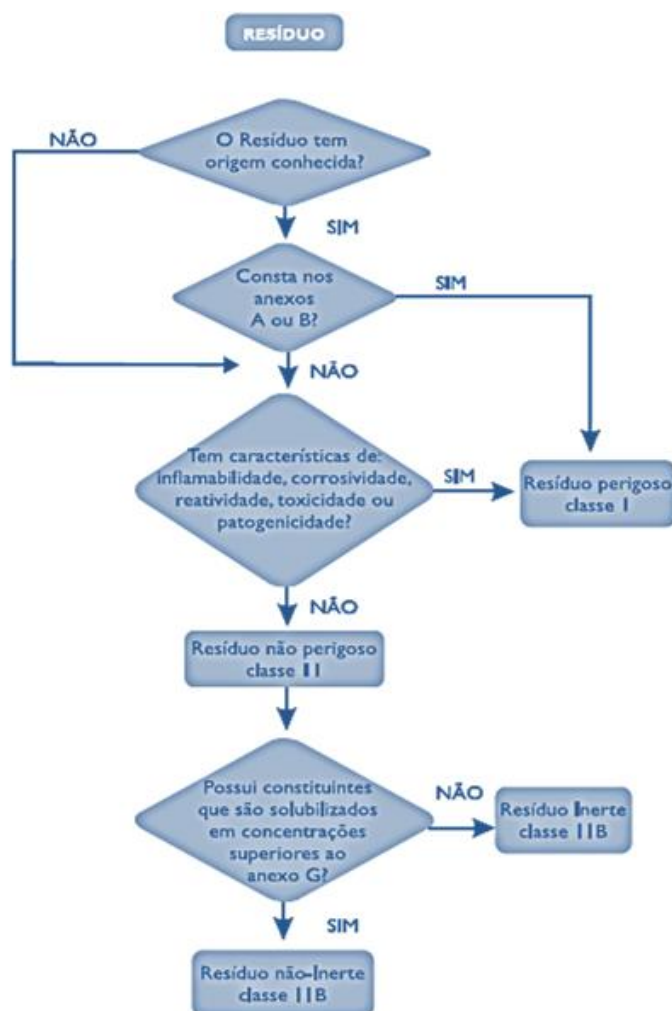 RESÍDUO
NÃO
O Resíduo tem
origem conhecida?
SIM
Consta nos
anexos
A ou B?
SIM
NÃO
Tem características de:
Inflamabilidade, corrosividade,
reatividade, toxicidade ou
patogenicidade?
SIM
Resíduo perigoso
classe I
NÃO
Resíduo não perigoso
classe II
Possui constituintes
que são solubilizados
em concentrações
superiores ao
anexo G?
NÃO
Resíduo Inerte
classe IIB
SIM
Resíduo não-Inerte
classe IIB